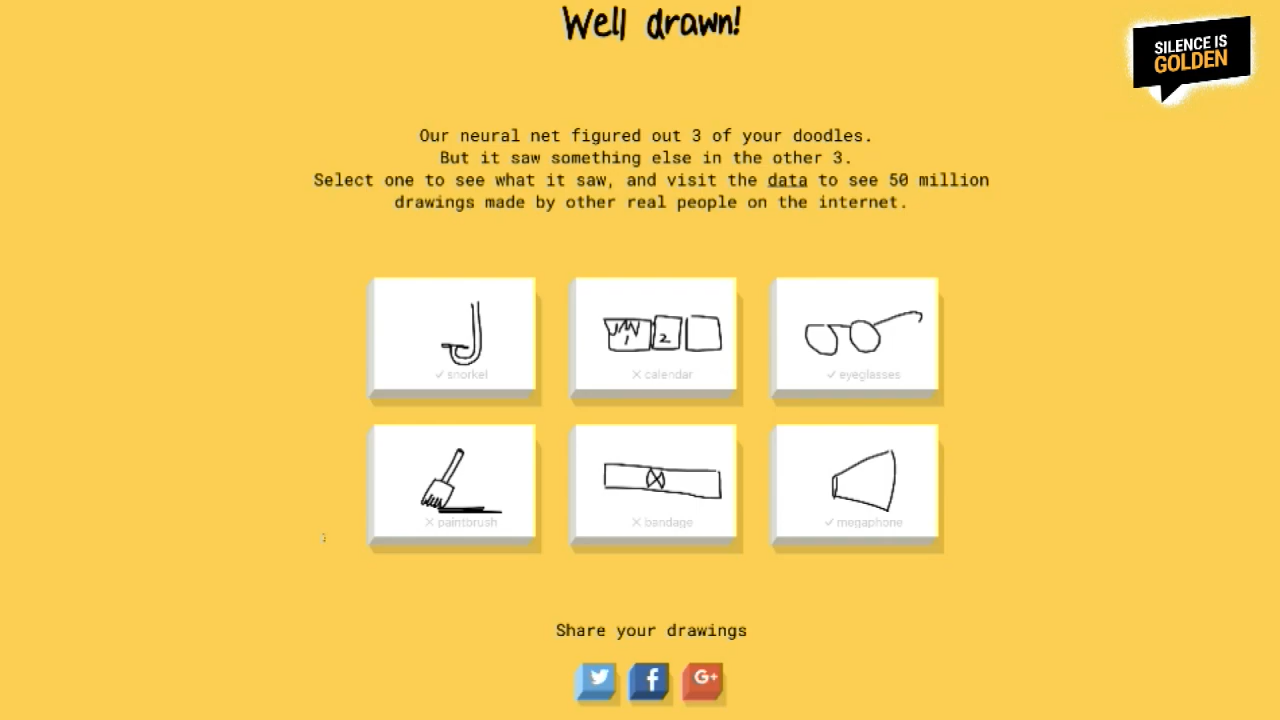 Well drawn!
SILENCE IS
GOLDEN
Our neural net figured out 3 of your doodles.
But it saw something else in the other 3.
Select one to see what it saw, and visit the data to see 50 million
drawings made by other real people on the internet.
JAN
1
2
✓ snorkel
✕ calendar
✓ eyeglasses
✕ paintbrush
✕ bandage
✓ megaphone
Share your drawings
f
G+